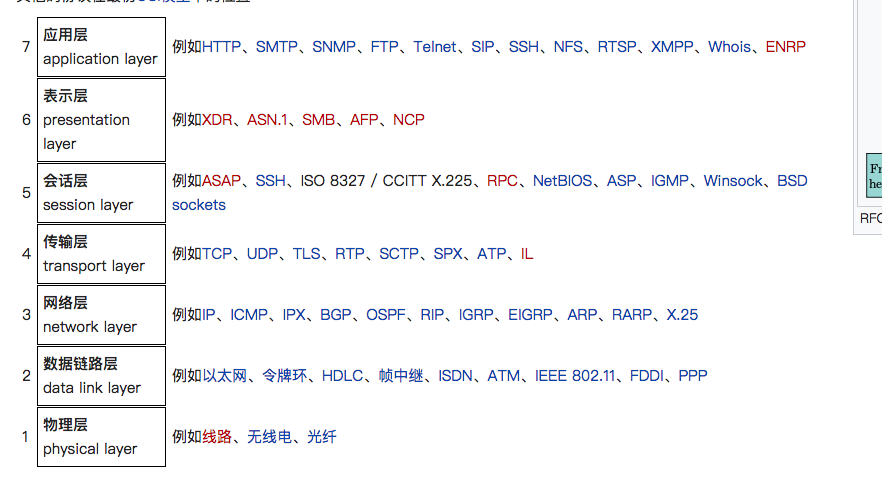 7 应用层 例如HTTP、SMTP、SNMP、FTP、Telnet、SIP、SSH、NFS、RTSP、XMPP、Whois、ENRP
application layer
6 表示层 例如XDR、ASN.1、SMB、AFP、NCP
presentation
layer
5 会话层 例如ASAP、SSH、ISO 8327 / CCITT X.225、RPC、NetBIOS、ASP、IGMP、Winsock、BSD
session layer sockets
4 传输层 例如TCP、UDP、TLS、RTP、SCTP、SPX、ATP、IL
transport layer
3 网络层 例如IP、ICMP、IPX、BGP、OSPF、RIP、IGRP、EIGRP、ARP、RARP、X.25
network layer
2 数据链路层 例如以太网、令牌环、HDLC、帧中继、ISDN、ATM、IEEE 802.11、FDDI、PPP
data link layer
1 物理层 例如线路、无线电、光纤
physical layer
Fr
he
RFC